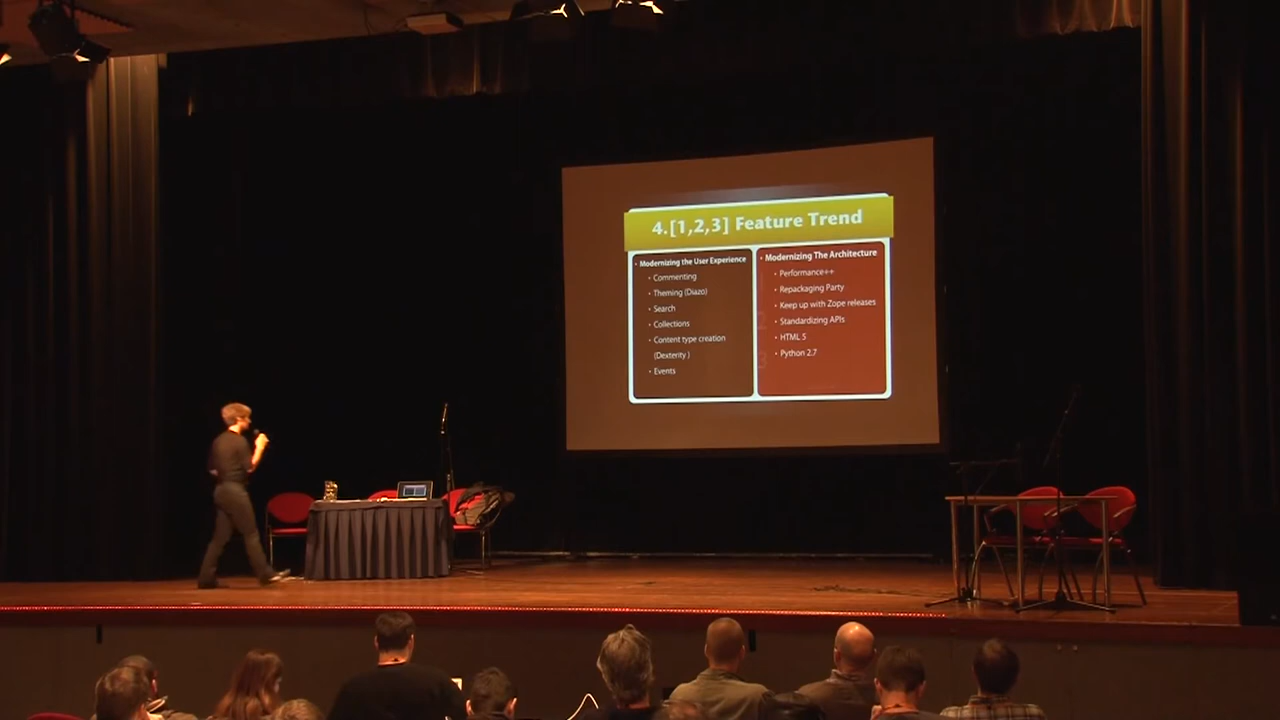 4.[1,2,3] Feature Trend
• Modernizing the User Experience
• Commenting
• Theming (Diazo)
• Search
• Collections
• Content type creation
(Dexterity )
• Events
• Modernizing The Architecture
• Performance++
• Repackaging Party
• Keep up with Zope releases
• Standardizing APIs
• HTML 5
• Python 2.7